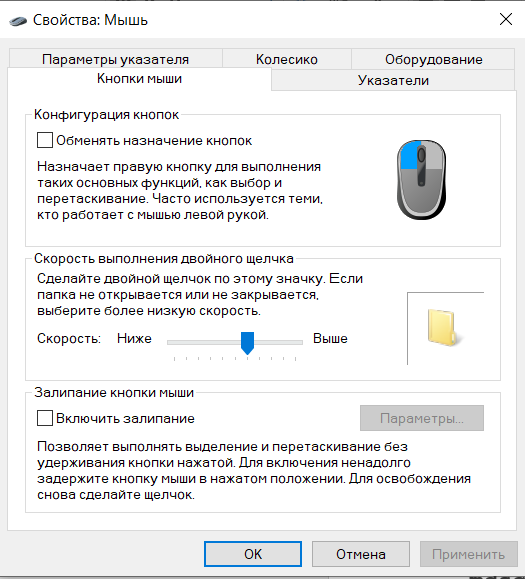 Свойства: Мышь
Параметры указателя
Колесико
Оборудование
Кнопки мыши
Указатели
Конфигурация кнопок
Обменять назначение кнопок
Назначает правую кнопку для выполнения
таких основных функций, как выбор и
перетаскивание. Часто используется теми,
кто работает с мышью левой рукой.
Скорость выполнения двойного щелчка
Сделайте двойной щелчок по этому значку. Если
папка не открывается или не закрывается,
выберите более низкую скорость.
Скорость: Ниже Выше
Залипание кнопки мыши
Включить залипание
Параметры...
Позволяет выполнять выделение и перетаскивание без
удерживания кнопки нажатой. Для включения ненадолго
задержите кнопку мыши в нажатом положении. Для освобождения
снова сделайте щелчок.
OK Отмена Применить